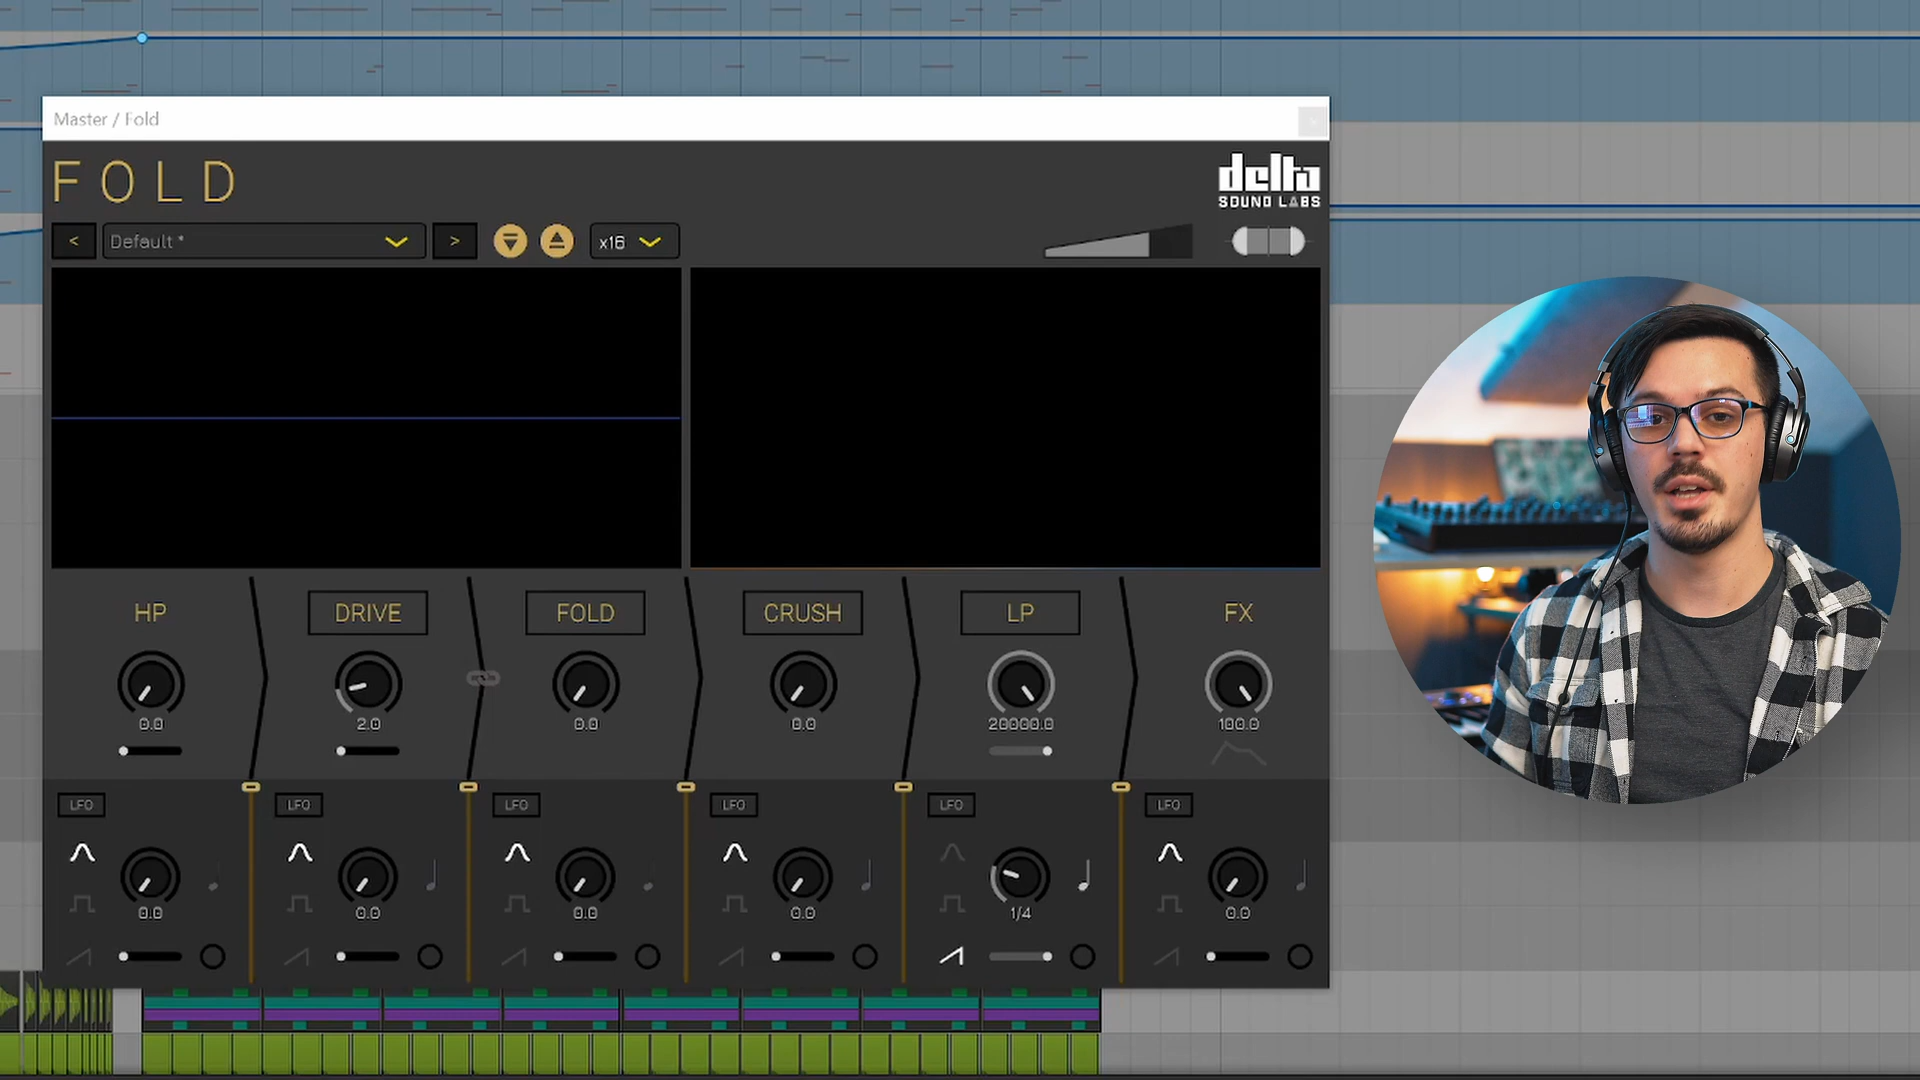 Master / Fold
FOLD
delta
SOUND LABS
< Default * > x16
HP DRIVE FOLD CRUSH LP FX
0.0 2.0 0.0 0.0 20000.0 100.0
LFO LFO LFO LFO LFO LFO
0.0 0.0 0.0 0.0 1/4 0.0